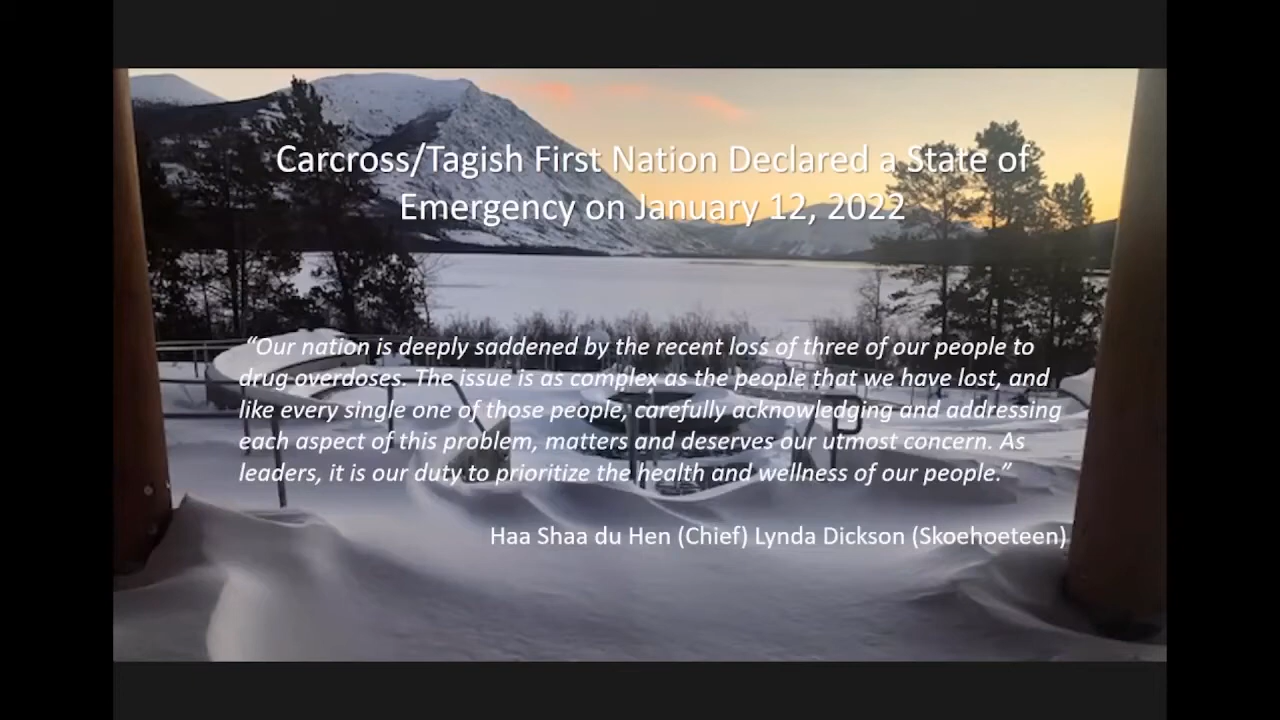 Carcross/Tagish First Nation Declared a State of
Emergency on January 12, 2022
“Our nation is deeply saddened by the recent loss of three of our people to
drug overdoses. The issue is as complex as the people that we have lost, and
like every single one of those people, carefully acknowledging and addressing
each aspect of this problem, matters and deserves our utmost concern. As
leaders, it is our duty to prioritize the health and wellness of our people.”
Haa Shaa du Hen (Chief) Lynda Dickson (Skoehoeteen)